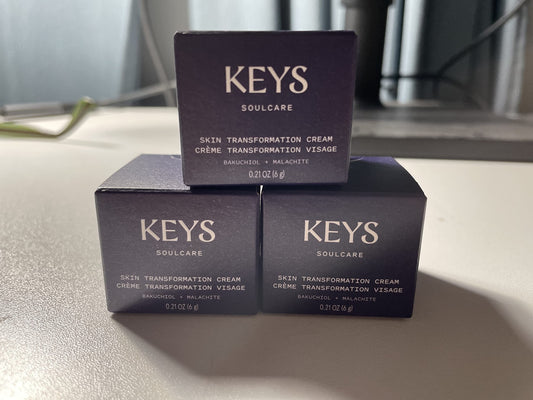 KEYS
SOULCARE
SKIN TRANSFORMATION CREAM
CRÈME TRANSFORMATION VISAGE
BAKUCHIOL + MALACHITE
0.21 OZ (6 g)
KEYS
SOULCARE
SKIN TRANSFORMATION CREAM
CRÈME TRANSFORMATION VISAGE
BAKUCHIOL + MALACHITE
0.21 OZ (6 g)
KEYS
SOULCARE
SKIN TRANSFORMATION CREAM
CRÈME TRANSFORMATION VISAGE
BAKUCHIOL + MALACHITE
0.21 OZ (6 g)